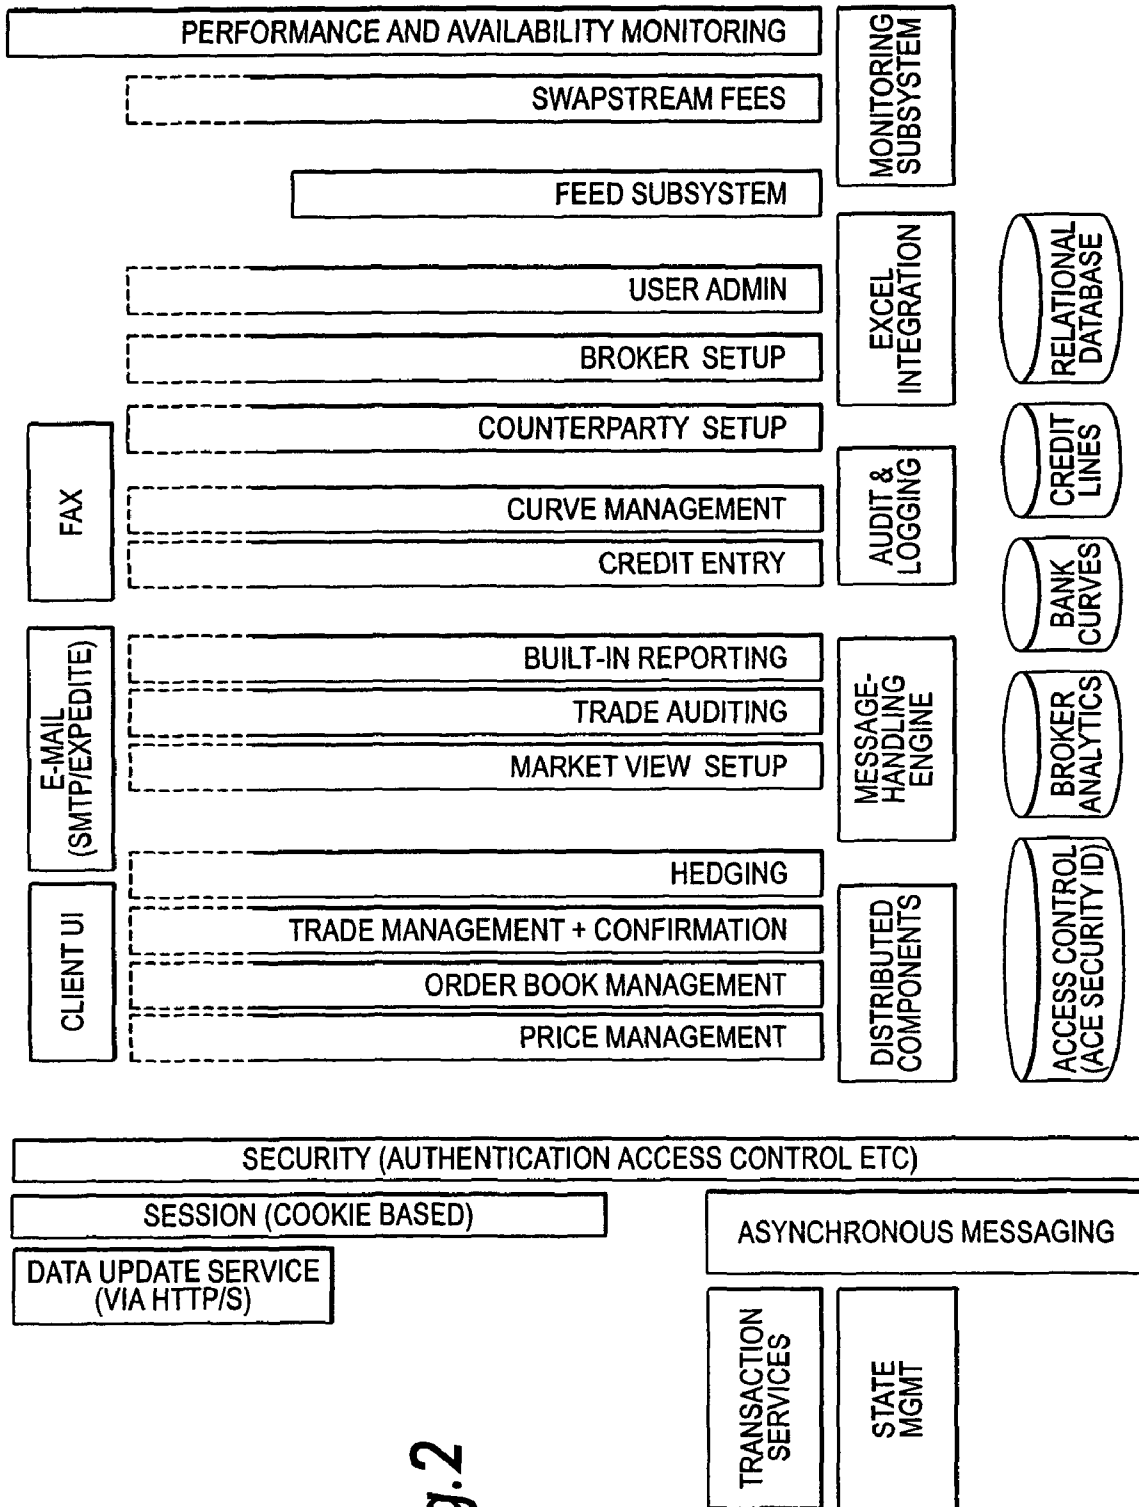 PERFORMANCE AND AVAILABILITY MONITORING
SWAPSTREAM FEES
FEED SUBSYSTEM
USER ADMIN
BROKER SETUP
COUNTERPARTY SETUP
CURVE MANAGEMENT
CREDIT ENTRY
BUILT-IN REPORTING
TRADE AUDITING
MARKET VIEW SETUP
HEDGING
TRADE MANAGEMENT + CONFIRMATION
ORDER BOOK MANAGEMENT
PRICE MANAGEMENT
FAX
E-MAIL
(SMTP/EXPEDITE)
CLIENT UI
MONITORING
SUBSYSTEM
EXCEL
INTEGRATION
AUDIT &
LOGGING
MESSAGE-
HANDLING
ENGINE
DISTRIBUTED
COMPONENTS
RELATIONAL
DATABASE
CREDIT
LINES
BANK
CURVES
BROKER
ANALYTICS
ACCESS CONTROL
(ACE SECURITY ID)
SECURITY (AUTHENTICATION ACCESS CONTROL ETC)
SESSION (COOKIE BASED)
ASYNCHRONOUS MESSAGING
DATA UPDATE SERVICE
(VIA HTTP/S)
TRANSACTION
SERVICES
STATE
MGMT
g.2